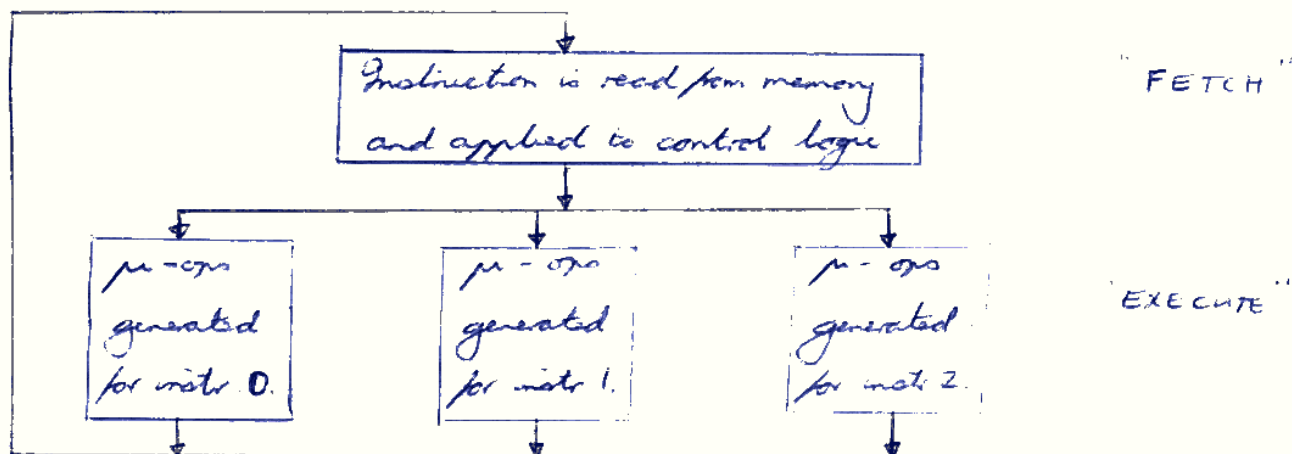 Instruction is read from memory
"FETCH"
and applied to control logic
μ-ops
generated
for instr 0.
μ-ops
generated
for instr 1.
μ-ops
generated
for instr 2.
"EXECUTE"